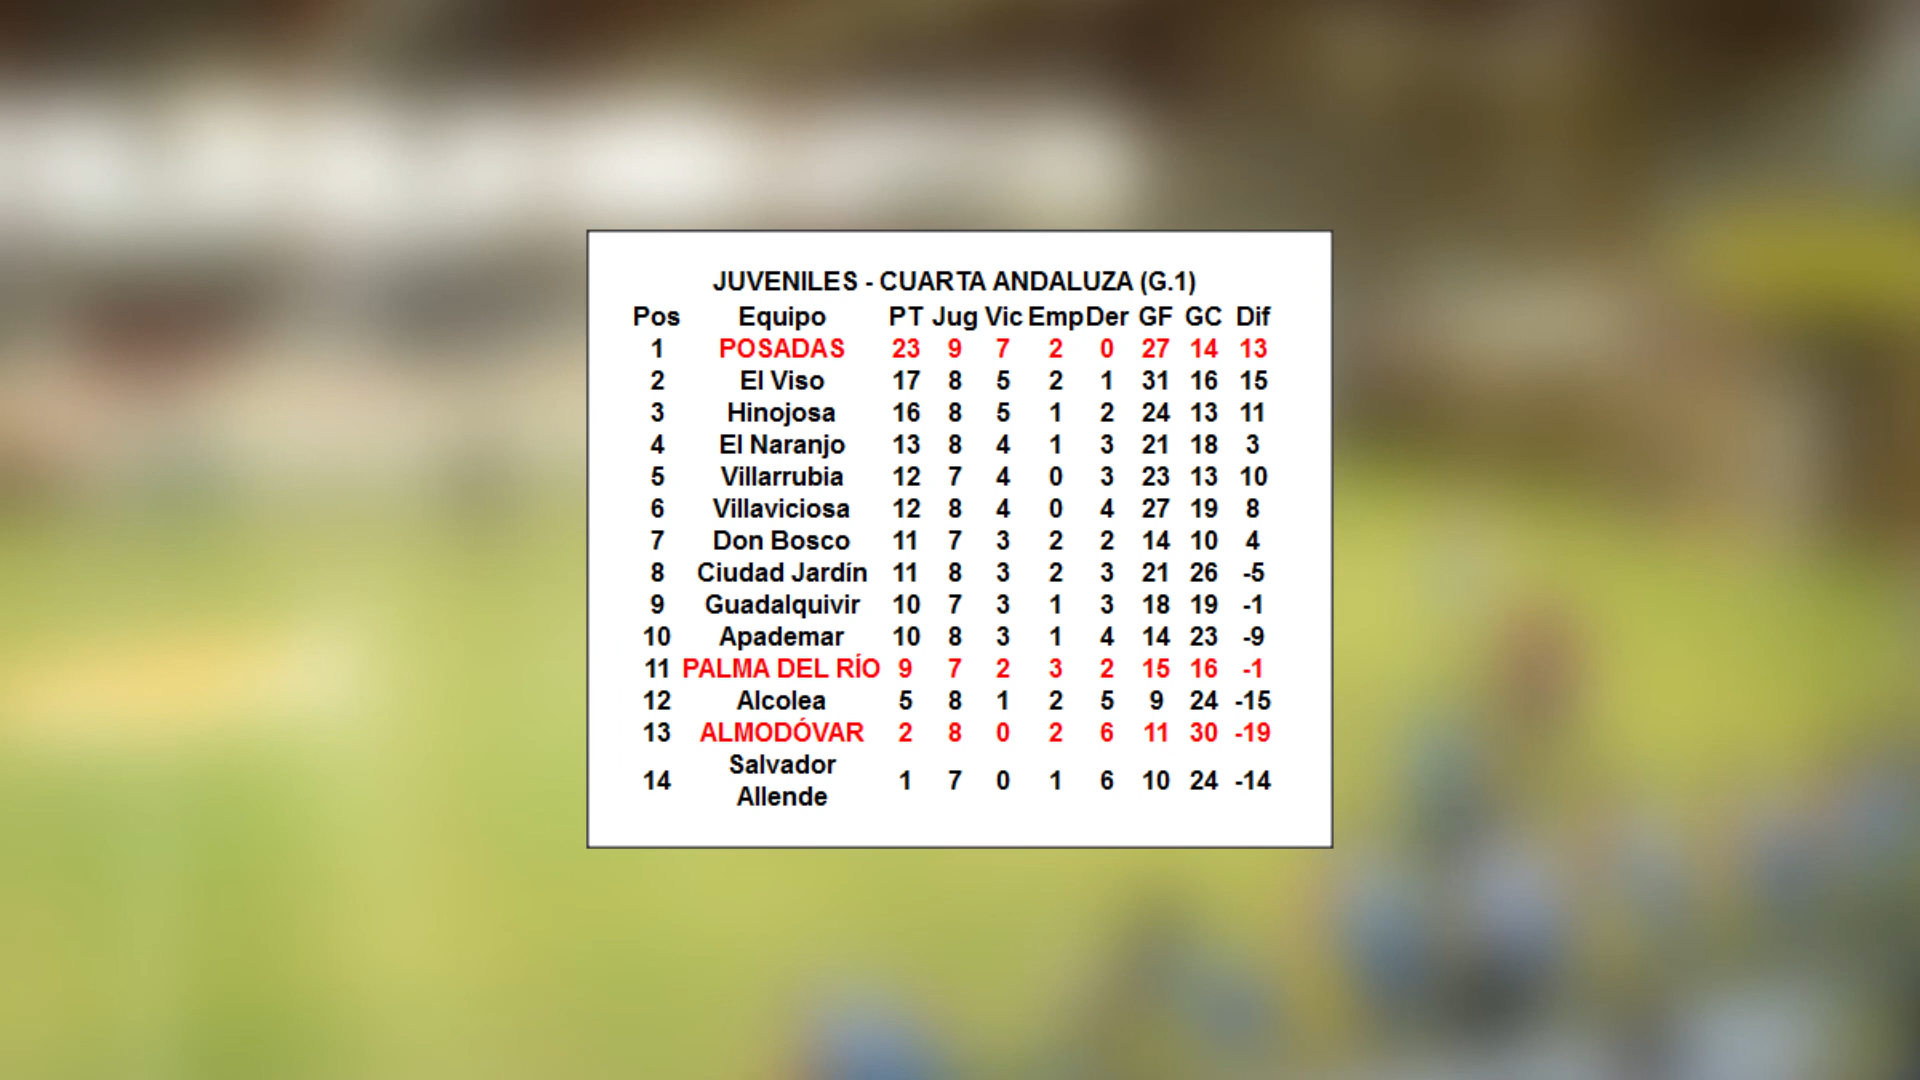 JUVENILES - CUARTA ANDALUZA (G.1)
Pos Equipo PT Jug Vic Emp Der GF GC Dif
1 POSADAS 23 9 7 2 0 27 14 13
2 El Viso 17 8 5 2 1 31 16 15
3 Hinojosa 16 8 5 1 2 24 13 11
4 El Naranjo 13 8 4 1 3 21 18 3
5 Villarrubia 12 7 4 0 3 23 13 10
6 Villaviciosa 12 8 4 0 4 27 19 8
7 Don Bosco 11 7 3 2 2 14 10 4
8 Ciudad Jardín 11 8 3 2 3 21 26 -5
9 Guadalquivir 10 7 3 1 3 18 19 -1
10 Apademar 10 8 3 1 4 14 23 -9
11 PALMA DEL RÍO 9 7 2 3 2 15 16 -1
12 Alcolea 5 8 1 2 5 9 24 -15
13 ALMODÓVAR 2 8 0 2 6 11 30 -19
14 Salvador Allende 1 7 0 1 6 10 24 -14